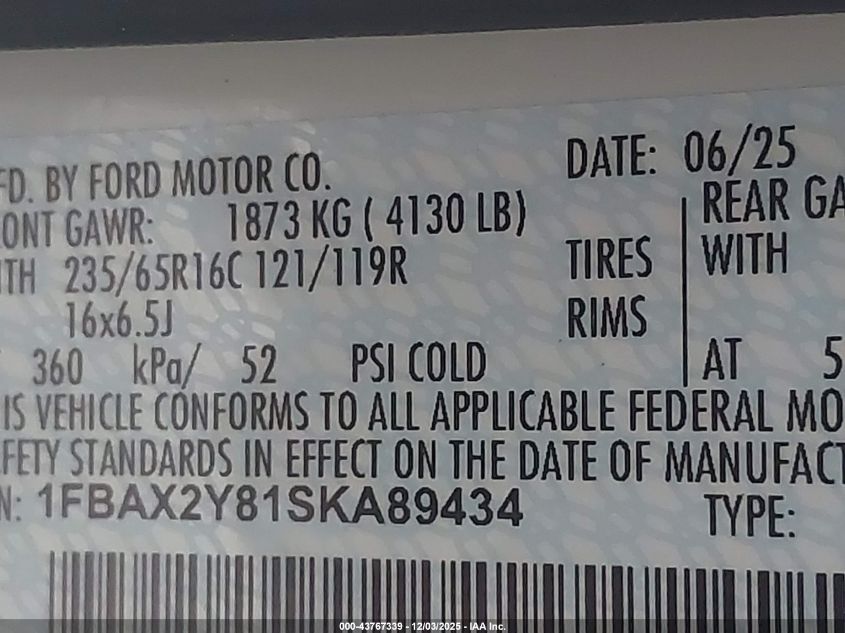 FD. BY FORD MOTOR CO. DATE: 06/25
ONT GAWR: 1873 KG ( 4130 LB) REAR GA
ITH 235/65R16C 121/119R TIRES WITH
16x6.5J RIMS
360 kPa/ 52 PSI COLD AT 5
IS VEHICLE CONFORMS TO ALL APPLICABLE FEDERAL MO
FETY STANDARDS IN EFFECT ON THE DATE OF MANUFACT
N: 1FBAX2Y81SKA89434 TYPE:
000-43767339 - 12/03/2025 - IAA Inc.